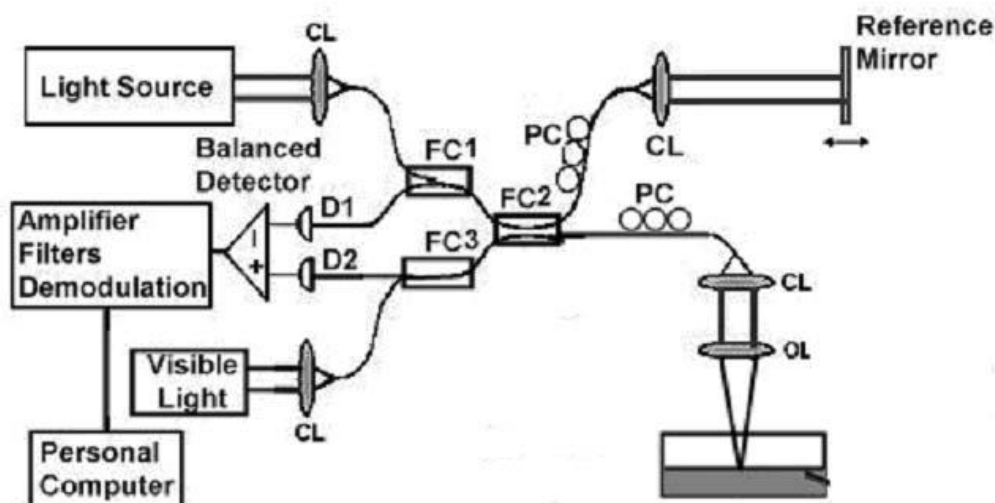 CL
Light Source
Reference
Mirror
PC
CL
Balanced
Detector
FC1
FC2
PC
D1
Amplifier
Filters
Demodulation
−
+
FC3
D2
CL
OL
Visible
Light
CL
Personal
Computer